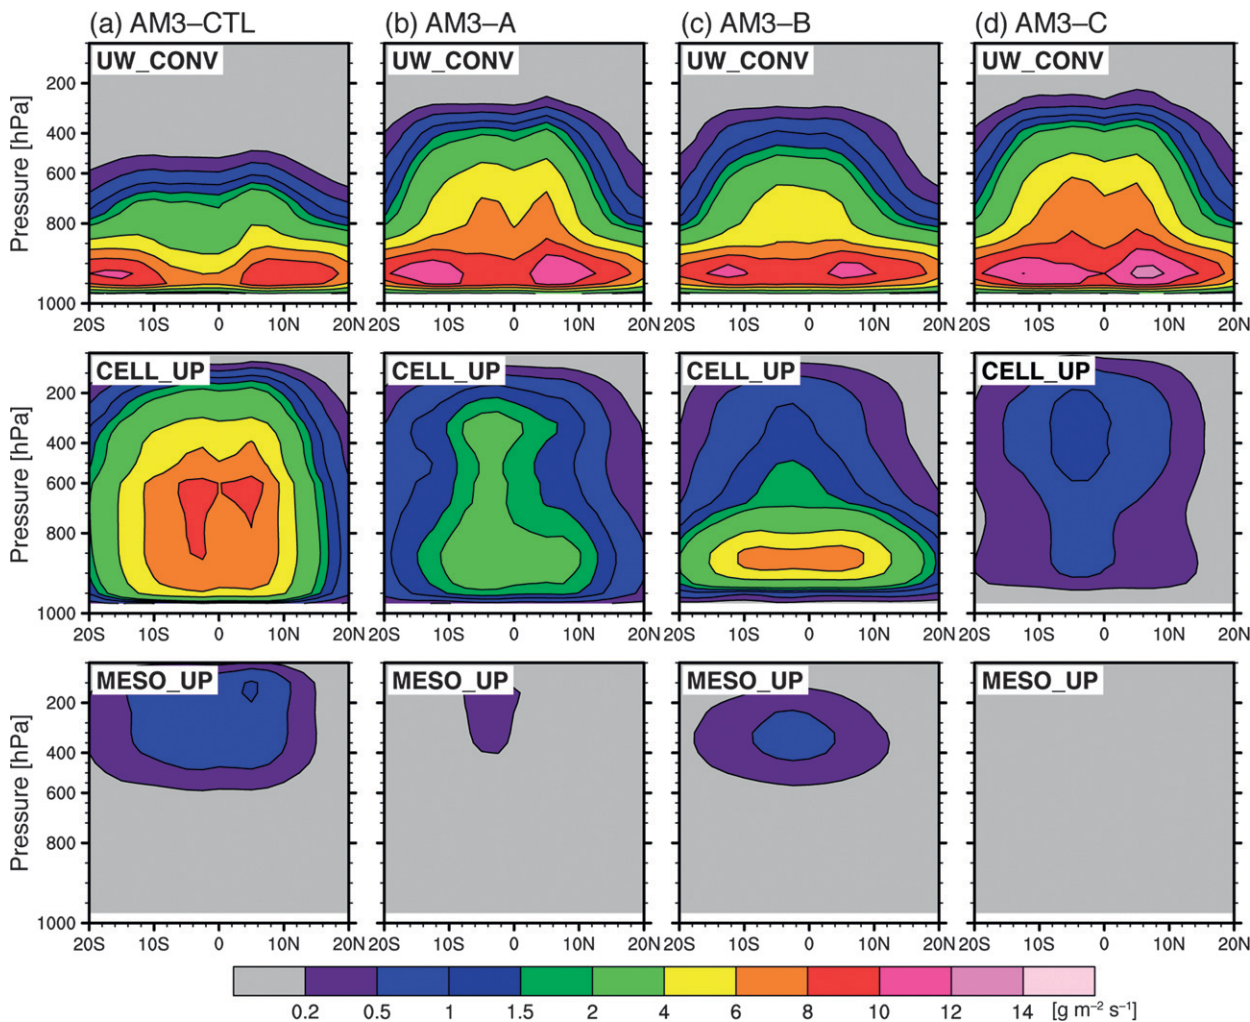 (a) AM3–CTL (b) AM3–A (c) AM3–B (d) AM3–C
UW_CONV UW_CONV UW_CONV UW_CONV
Pressure [hPa]
200
400
600
800
1000
20S 10S 0 10N 20N 20S 10S 0 10N 20N 20S 10S 0 10N 20N 20S 10S 0 10N 20N
CELL_UP CELL_UP CELL_UP CELL_UP
Pressure [hPa]
200
400
600
800
1000
20S 10S 0 10N 20N 20S 10S 0 10N 20N 20S 10S 0 10N 20N 20S 10S 0 10N 20N
MESO_UP MESO_UP MESO_UP MESO_UP
Pressure [hPa]
200
400
600
800
1000
20S 10S 0 10N 20N 20S 10S 0 10N 20N 20S 10S 0 10N 20N 20S 10S 0 10N 20N
0.2 0.5 1 1.5 2 4 6 8 10 12 14 [g m⁻² s⁻¹]